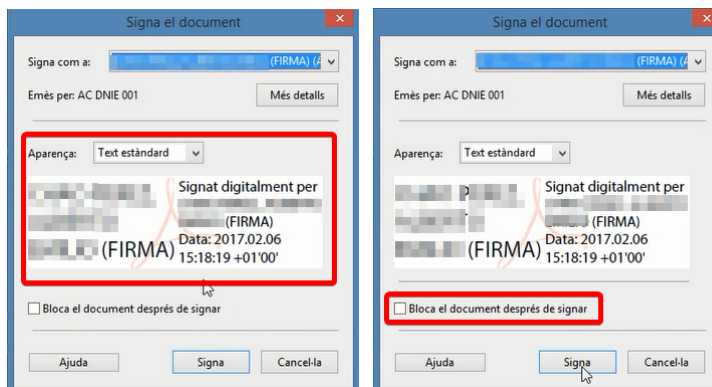 Signa el document
Signa com a:
(FIRMA) (A
Emès per: AC DNIE 001
Més detalls
Aparença:
Text estàndard
(FIRMA)
Signat digitalment per
(FIRMA)
Data: 2017.02.06
15:18:19 +01'00'
Bloca el document després de signar
Ajuda
Signa
Cancel·la
Signa el document
Signa com a:
(FIRMA) (A
Emès per: AC DNIE 001
Més detalls
Aparença:
Text estàndard
(FIRMA)
Signat digitalment per
(FIRMA)
Data: 2017.02.06
15:18:19 +01'00'
Bloca el document després de signar
Ajuda
Signa
Cancel·la